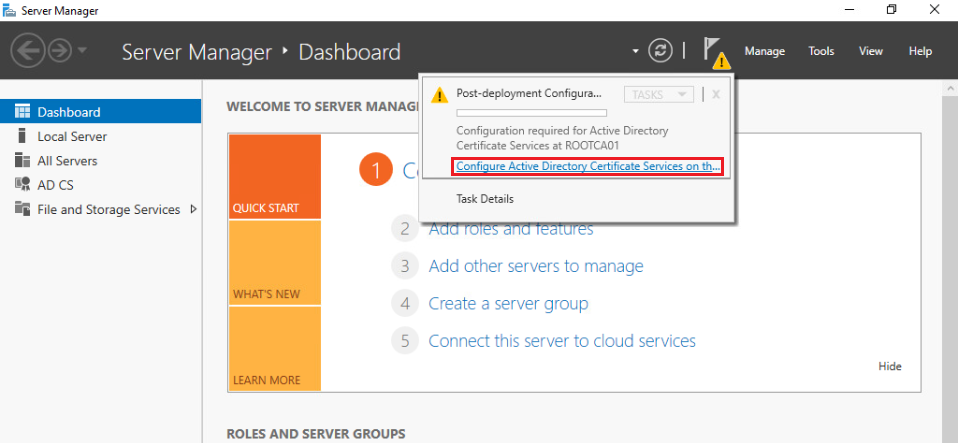 Server Manager
Server Manager • Dashboard
Manage Tools View Help
Dashboard
Local Server
All Servers
AD CS
File and Storage Services
WELCOME TO SERVER MANAG
Post-deployment Configura...
TASKS
X
Configuration required for Active Directory
Certificate Services at ROOTCA01
Configure Active Directory Certificate Services on th...
Task Details
QUICK START
WHAT'S NEW
LEARN MORE
1
2 Add roles and features
3 Add other servers to manage
4 Create a server group
5 Connect this server to cloud services
Hide
ROLES AND SERVER GROUPS